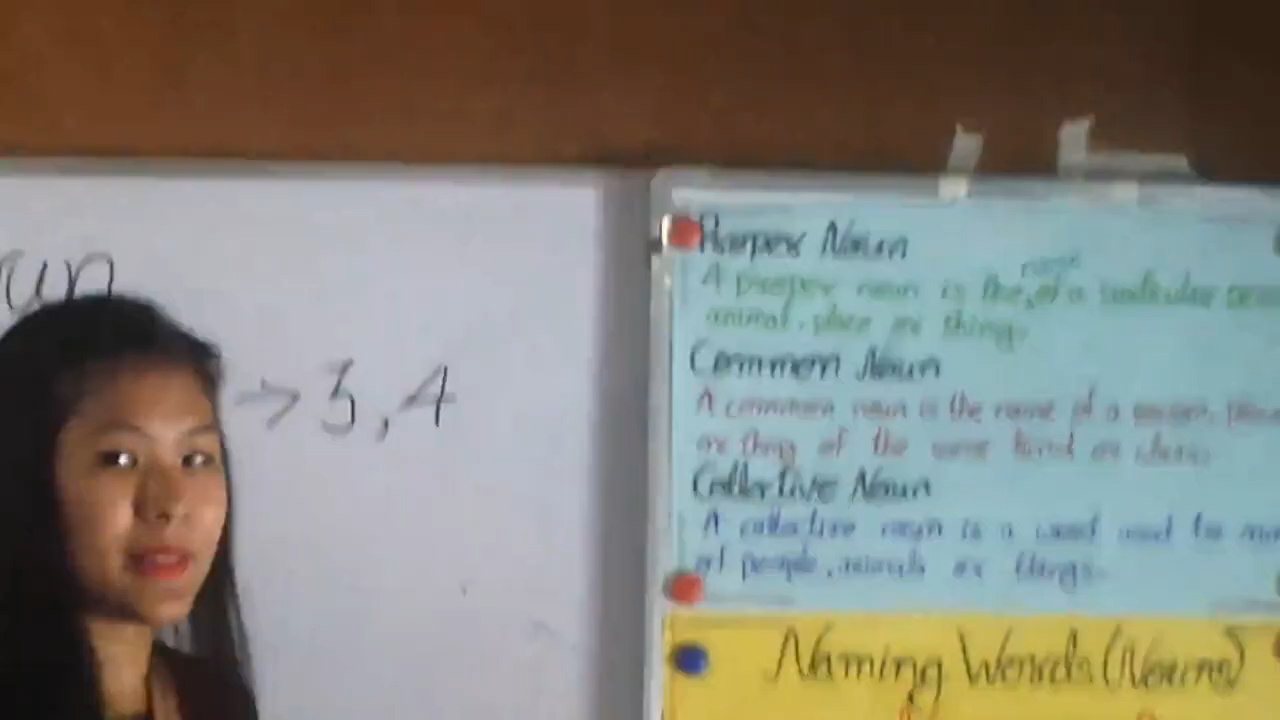 un
→ 3, 4
Proper Noun
name
A proper noun is the of a particular
animal, place or thing.
Common Noun
A common noun is the name of a person,
or thing of the same kind or class.
Collective Noun
A collective noun is a word used for
of people, animals or things.
Naming Words (Nouns)